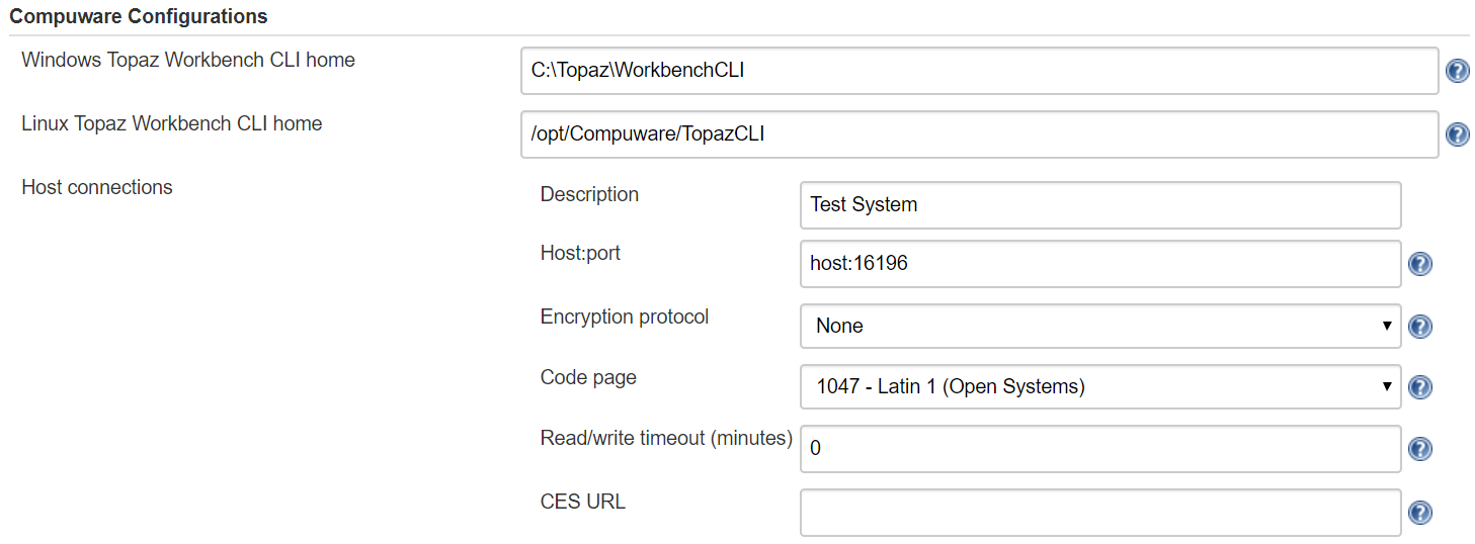 Compuware Configurations
Windows Topaz Workbench CLI home C:\Topaz\WorkbenchCLI
Linux Topaz Workbench CLI home /opt/Compuware/TopazCLI
Host connections Description Test System
Host:port host:16196
Encryption protocol None
Code page 1047 - Latin 1 (Open Systems)
Read/write timeout (minutes) 0
CES URL